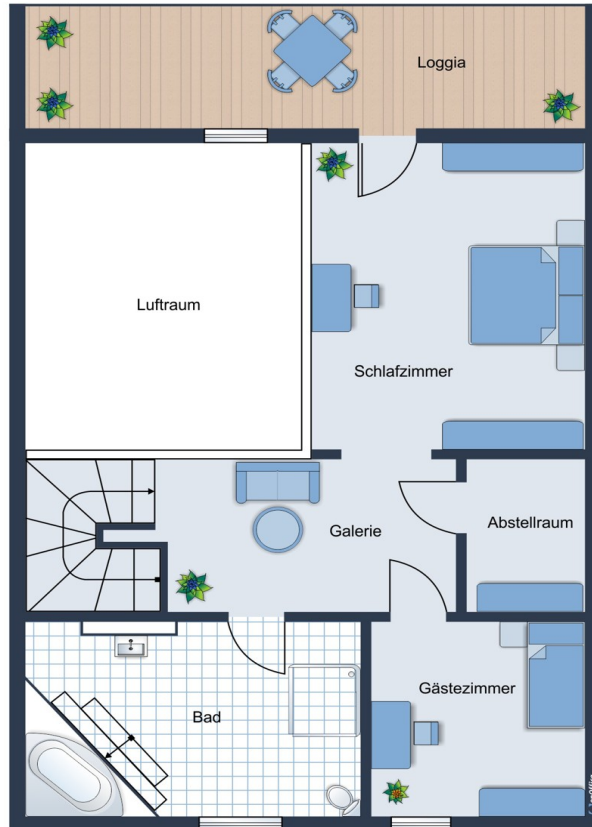 Loggia
Luftraum
Schlafzimmer
Galerie
Abstellraum
Gästezimmer
Bad